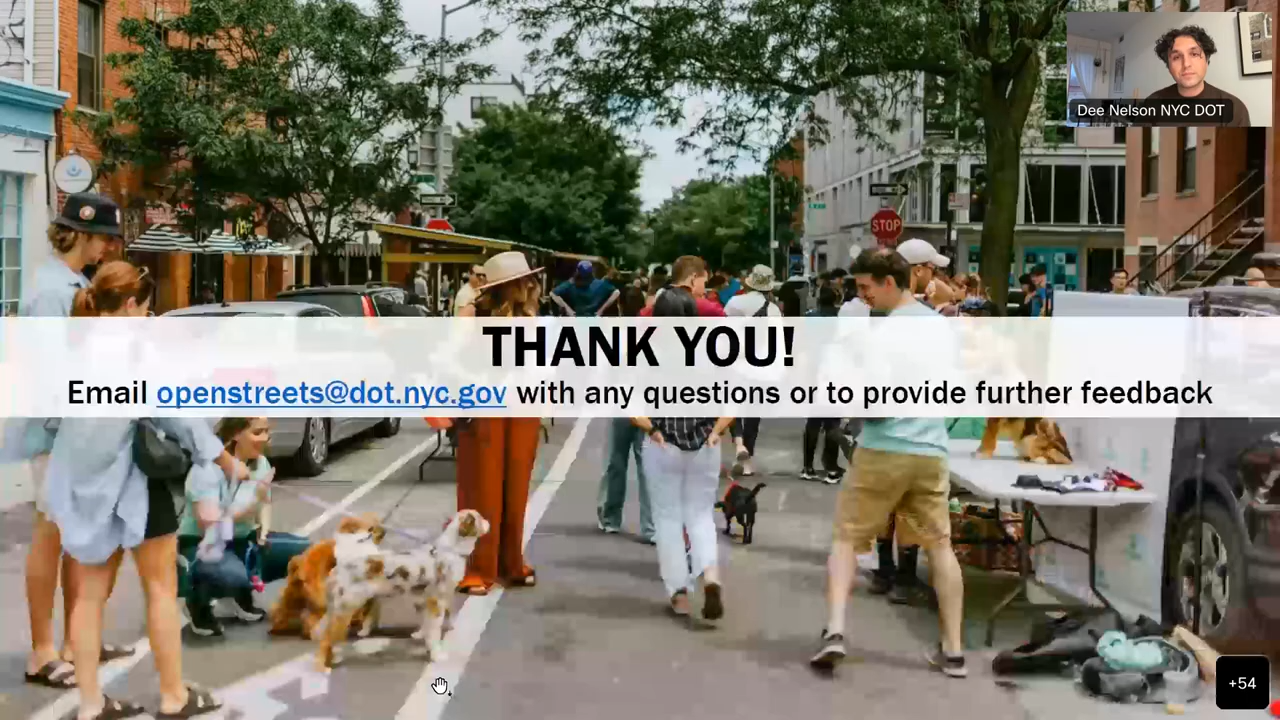 Dee Nelson NYC DOT
STOP
THANK YOU!
Email openstreets@dot.nyc.gov with any questions or to provide further feedback
+54